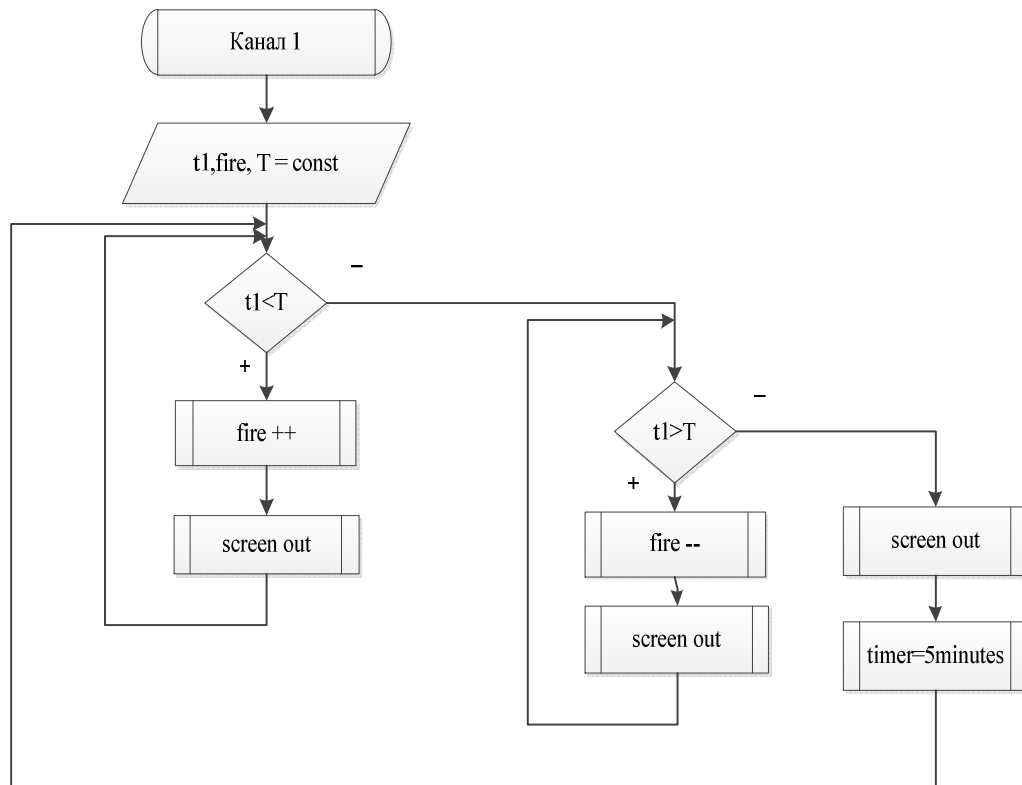 Канал 1
t1,fire, T = const
–
t1<T
+
fire ++
screen out
–
t1>T
+
fire --
screen out
screen out
timer=5minutes